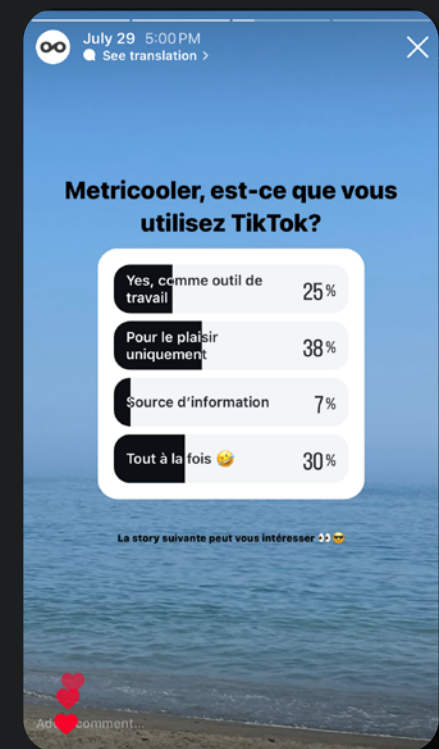 July 29 5:00 PM
See translation >
Metricooler, est-ce que vous
utilisez TikTok?
Yes, comme outil de
travail
25%
Pour le plaisir
uniquement
38%
Source d'information
7%
Tout à la fois 🤣
30%
La story suivante peut vous intéresser 👀😎
comment...